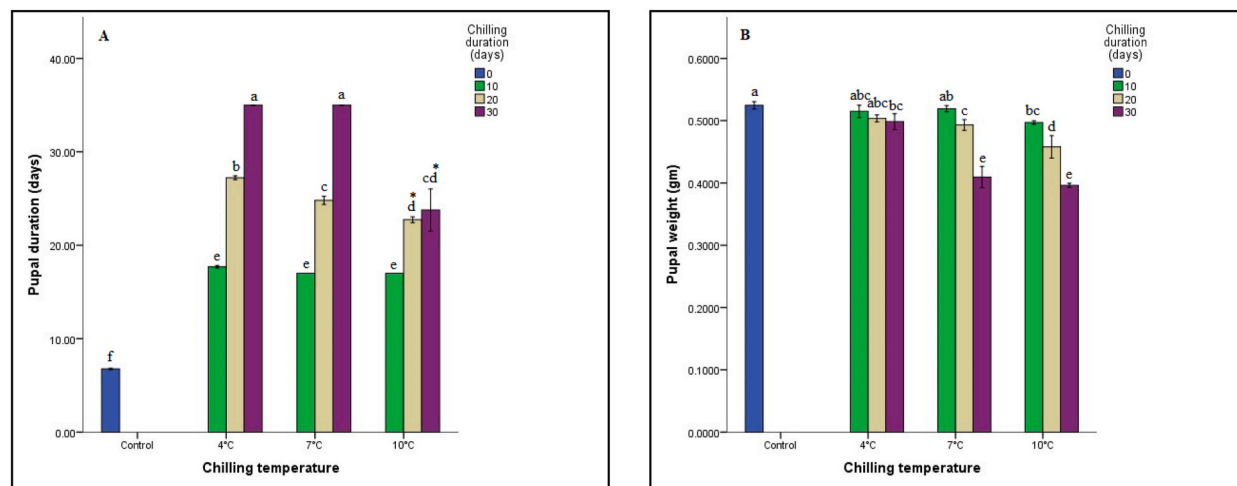 A
Chilling
duration
(days)
0
10
20
30
40.00
30.00
20.00
10.00
0.00
Pupal duration (days)
f
e
b
a
e
c
a
e
*
d
*
cd
Control
4°C
7°C
10°C
Chilling temperature
B
Chilling
duration
(days)
0
10
20
30
0.6000
0.5000
0.4000
0.3000
0.2000
0.1000
0.0000
Pupal weight (gm)
a
abc
abc
bc
ab
c
e
bc
d
e
Control
4°C
7°C
10°C
Chilling temperature